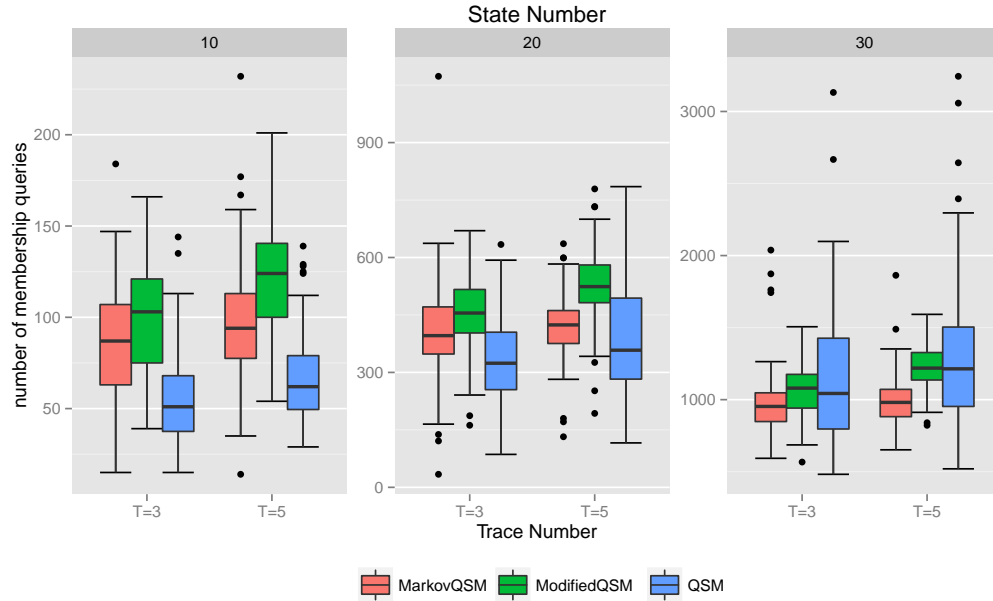 State Number
10
20
30
number of membership queries
200
150
100
50
900
600
300
0
3000
2000
1000
T=3
T=5
T=3
T=5
T=3
T=5
Trace Number
MarkovQSM
ModifiedQSM
QSM